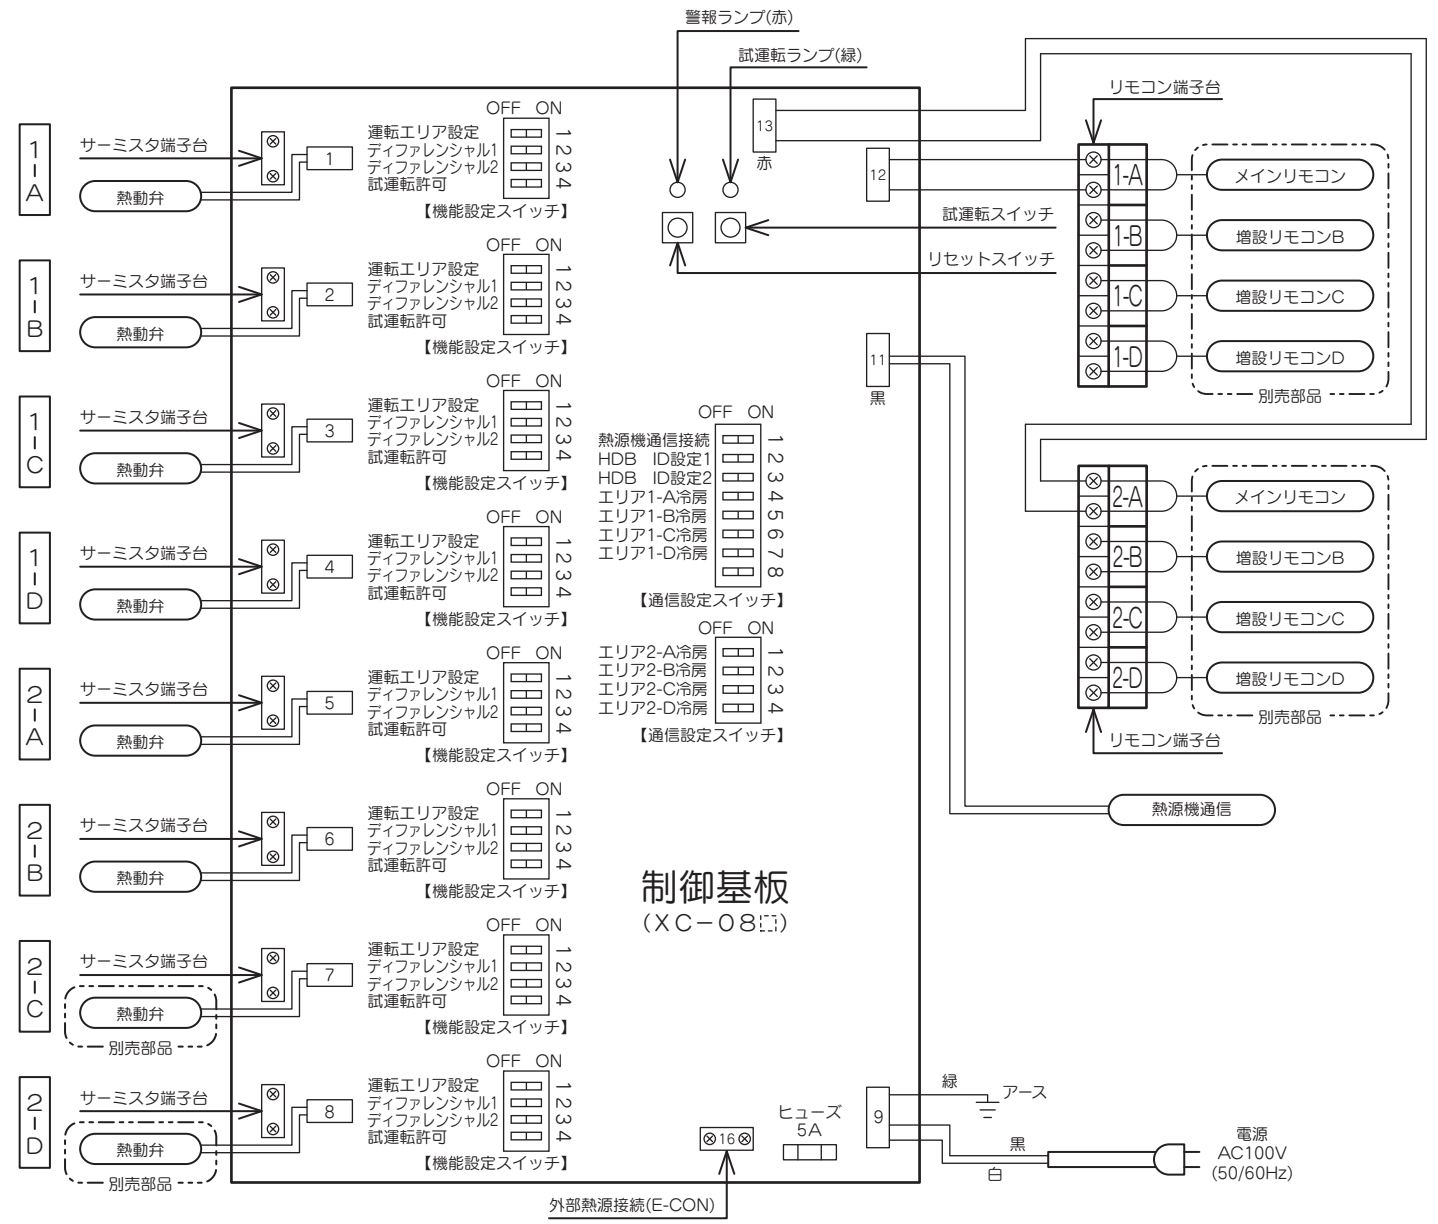 警報ランプ(赤)
試運転ランプ(緑)
リモコン端子台
13
赤
12
試運転スイッチ
リセットスイッチ
11
黒
1-A
サーミスタ端子台
熱動弁
1
OFF ON
運転エリア設定 1
ディファレンシャル1 2
ディファレンシャル2 3
試運転許可 4
【機能設定スイッチ】
1-B
サーミスタ端子台
熱動弁
2
OFF ON
運転エリア設定 1
ディファレンシャル1 2
ディファレンシャル2 3
試運転許可 4
【機能設定スイッチ】
1-C
サーミスタ端子台
熱動弁
3
OFF ON
運転エリア設定 1
ディファレンシャル1 2
ディファレンシャル2 3
試運転許可 4
【機能設定スイッチ】
1-D
サーミスタ端子台
熱動弁
4
OFF ON
運転エリア設定 1
ディファレンシャル1 2
ディファレンシャル2 3
試運転許可 4
【機能設定スイッチ】
2-A
サーミスタ端子台
熱動弁
5
OFF ON
運転エリア設定 1
ディファレンシャル1 2
ディファレンシャル2 3
試運転許可 4
【機能設定スイッチ】
2-B
サーミスタ端子台
熱動弁
6
OFF ON
運転エリア設定 1
ディファレンシャル1 2
ディファレンシャル2 3
試運転許可 4
【機能設定スイッチ】
2-C
サーミスタ端子台
熱動弁
別売部品
7
OFF ON
運転エリア設定 1
ディファレンシャル1 2
ディファレンシャル2 3
試運転許可 4
【機能設定スイッチ】
2-D
サーミスタ端子台
熱動弁
別売部品
8
OFF ON
運転エリア設定 1
ディファレンシャル1 2
ディファレンシャル2 3
試運転許可 4
【機能設定スイッチ】
OFF ON
熱源機通信接続 1
HDB ID設定1 2
HDB ID設定2 3
エリア1-A冷房 4
エリア1-B冷房 5
エリア1-C冷房 6
エリア1-D冷房 7
8
【通信設定スイッチ】
OFF ON
エリア2-A冷房 1
エリア2-B冷房 2
エリア2-C冷房 3
エリア2-D冷房 4
【通信設定スイッチ】
制御基板
(XC-08□)
1-A メインリモコン
1-B 増設リモコンB
1-C 増設リモコンC
1-D 増設リモコンD
別売部品
2-A メインリモコン
2-B 増設リモコンB
2-C 増設リモコンC
2-D 増設リモコンD
別売部品
リモコン端子台
熱源機通信
16
外部熱源接続(E-CON)
ヒューズ
5A
9
緑
アース
黒
白
電源
AC100V
(50/60Hz)